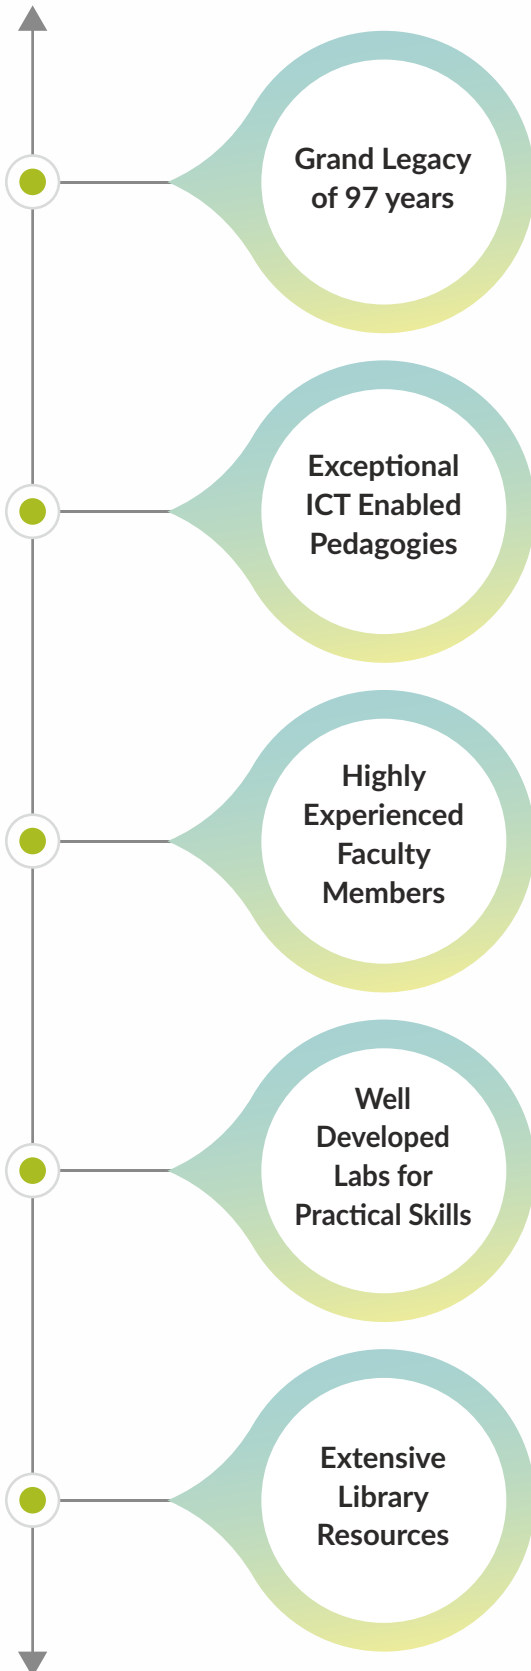 Grand Legacy
of 97 years
Exceptional
ICT Enabled
Pedagogies
Highly
Experienced
Faculty
Members
Well
Developed
Labs for
Practical Skills
Extensive
Library
Resources